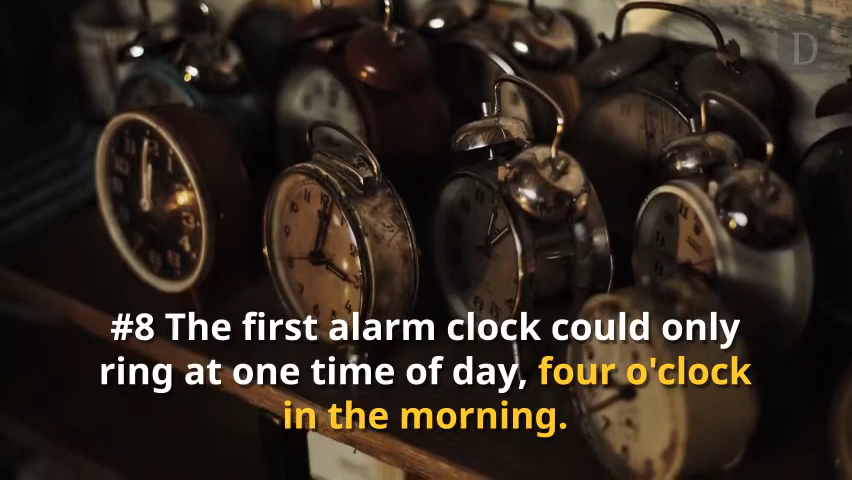 D
#8 The first alarm clock could only
ring at one time of day, four o'clock
in the morning.